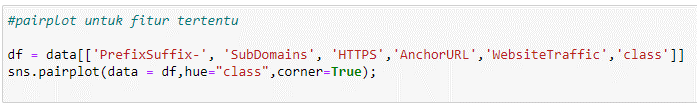 #pairplot untuk fitur tertentu
df = data[['PrefixSuffix-', 'SubDomains', 'HTTPS','AnchorURL','WebsiteTraffic','class']]
sns.pairplot(data = df,hue="class",corner=True);